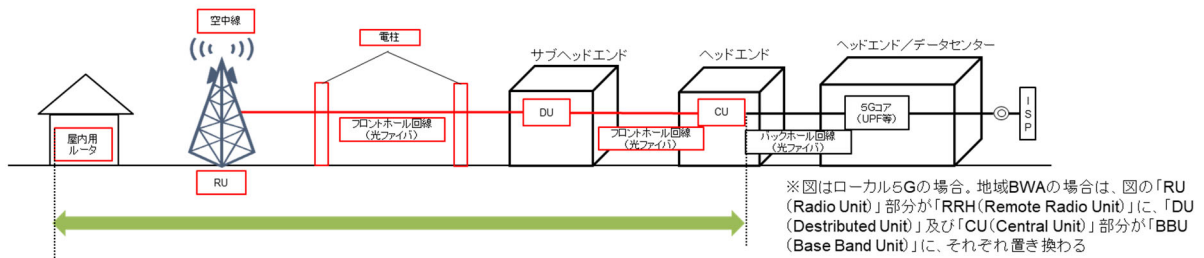 空中線
電柱
サブヘッドエンド
ヘッドエンド
ヘッドエンド／データセンター
屋内用
ルータ
RU
フロントホール回線
（光ファイバ）
DU
フロントホール回線
（光ファイバ）
CU
バックホール回線
（光ファイバ）
5Gコア
（UPF等）
ISP
※図はローカル５Gの場合。地域BWAの場合は、図の「RU
（Radio Unit）」部分が「RRH（Remote Radio Unit）」に、「DU
（Destributed Unit）」及び「CU（Central Unit）」部分が「BBU
（Base Band Unit）」に、それぞれ置き換わる